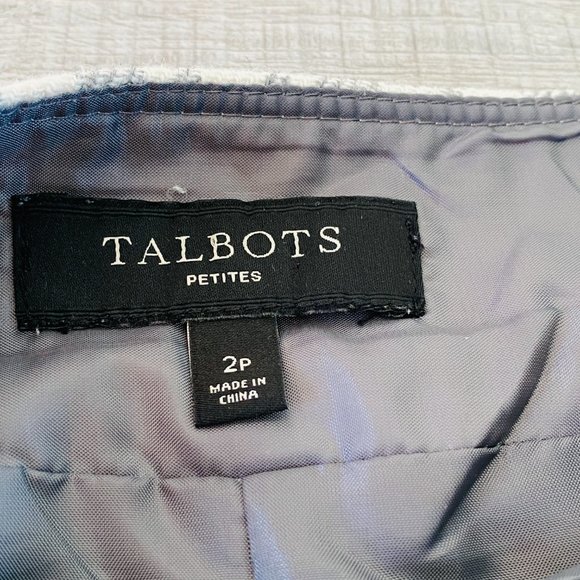 TALBOTS
PETITES
2P
MADE IN
CHINA